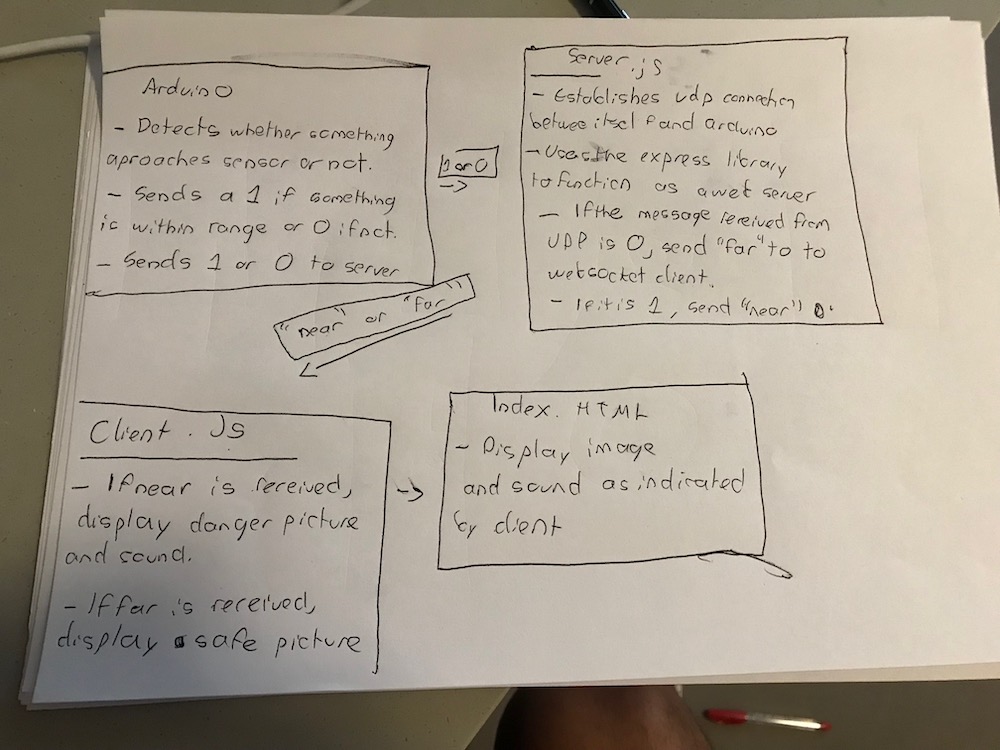 Arduino
- Detects whether something
aproaches sensor or not.
- Sends a 1 if something
is within range or 0 if not.
- Sends 1 or 0 to server
1 or 0
Server.js
- Establishes udp connection
betwee itself and arduino
- Uses the express library
to function as a web server
- If the message received from
UDP is 0, send "far" to to
websocket client.
- If it is 1, send "near"
"near" or "far"
Client.Js
- If near is received,
display danger picture
and sound.
- If far is received,
display safe picture
Index.HTML
- Display image
and sound as indicated
by client